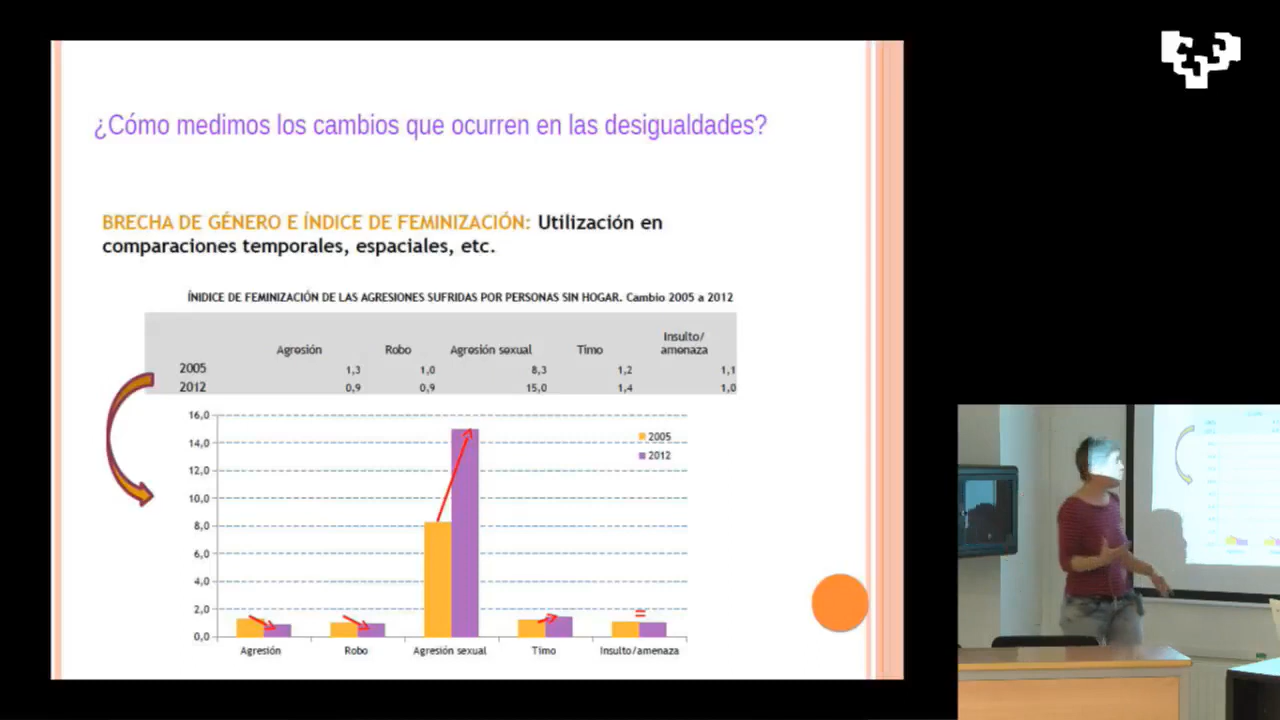 ¿Cómo medimos los cambios que ocurren en las desigualdades?
BRECHA DE GÉNERO E ÍNDICE DE FEMINIZACIÓN: Utilización en
comparaciones temporales, espaciales, etc.
ÍNIDICE DE FEMINIZACIÓN DE LAS AGRESIONES SUFRIDAS POR PERSONAS SIN HOGAR. Cambio 2005 a 2012
Agresión Robo Agresión sexual Timo Insulto/
amenaza
2005 1,3 1,0 8,3 1,2 1,1
2012 0,9 0,9 15,0 1,4 1,0
16,0
14,0
12,0
10,0
8,0
6,0
4,0
2,0
0,0
2005
2012
=
Agresión Robo Agresión sexual Timo Insulto/amenaza